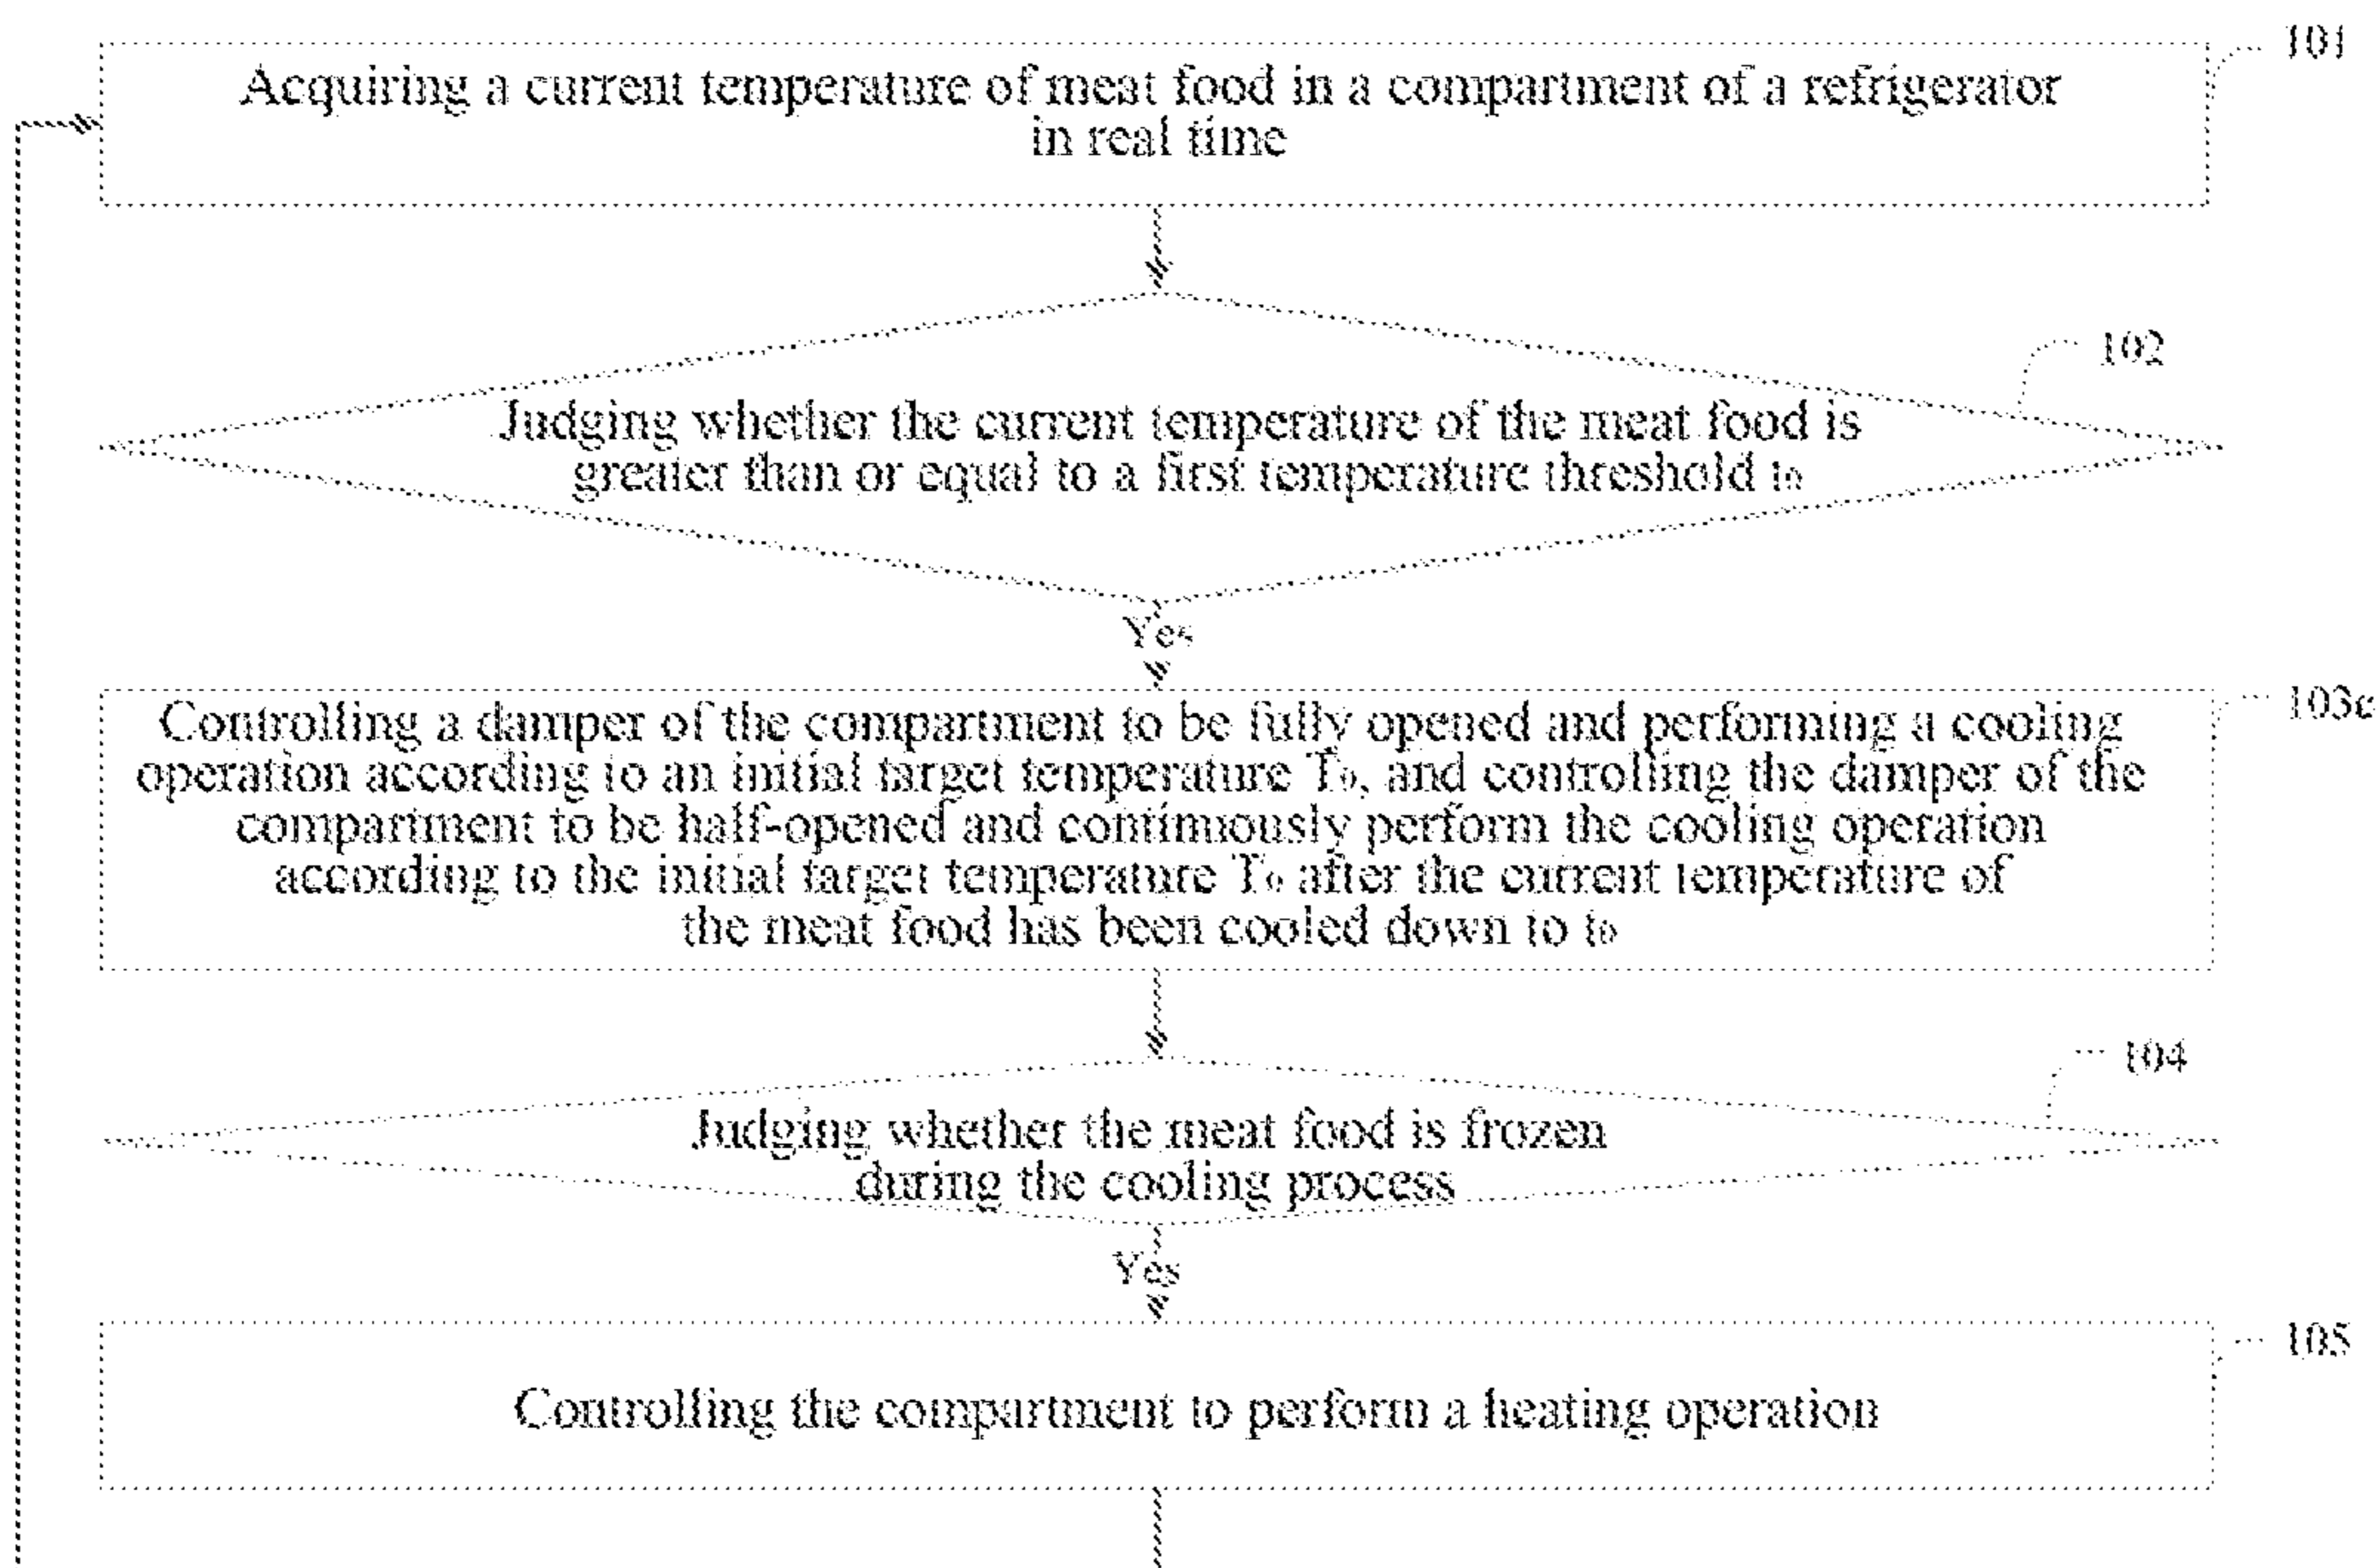 101
Acquiring a current temperature of meat food in a compartment of a refrigerator
in real time
102
Judging whether the current temperature of the meat food is
greater than or equal to a first temperature threshold t₀
Yes
103c
Controlling a damper of the compartment to be fully opened and performing a cooling
operation according to an initial target temperature T₀, and controlling the damper of the
compartment to be half-opened and continuously perform the cooling operation
according to the initial target temperature T₀ after the current temperature of
the meat food has been cooled down to t₀
104
Judging whether the meat food is frozen
during the cooling process
Yes
105
Controlling the compartment to perform a heating operation